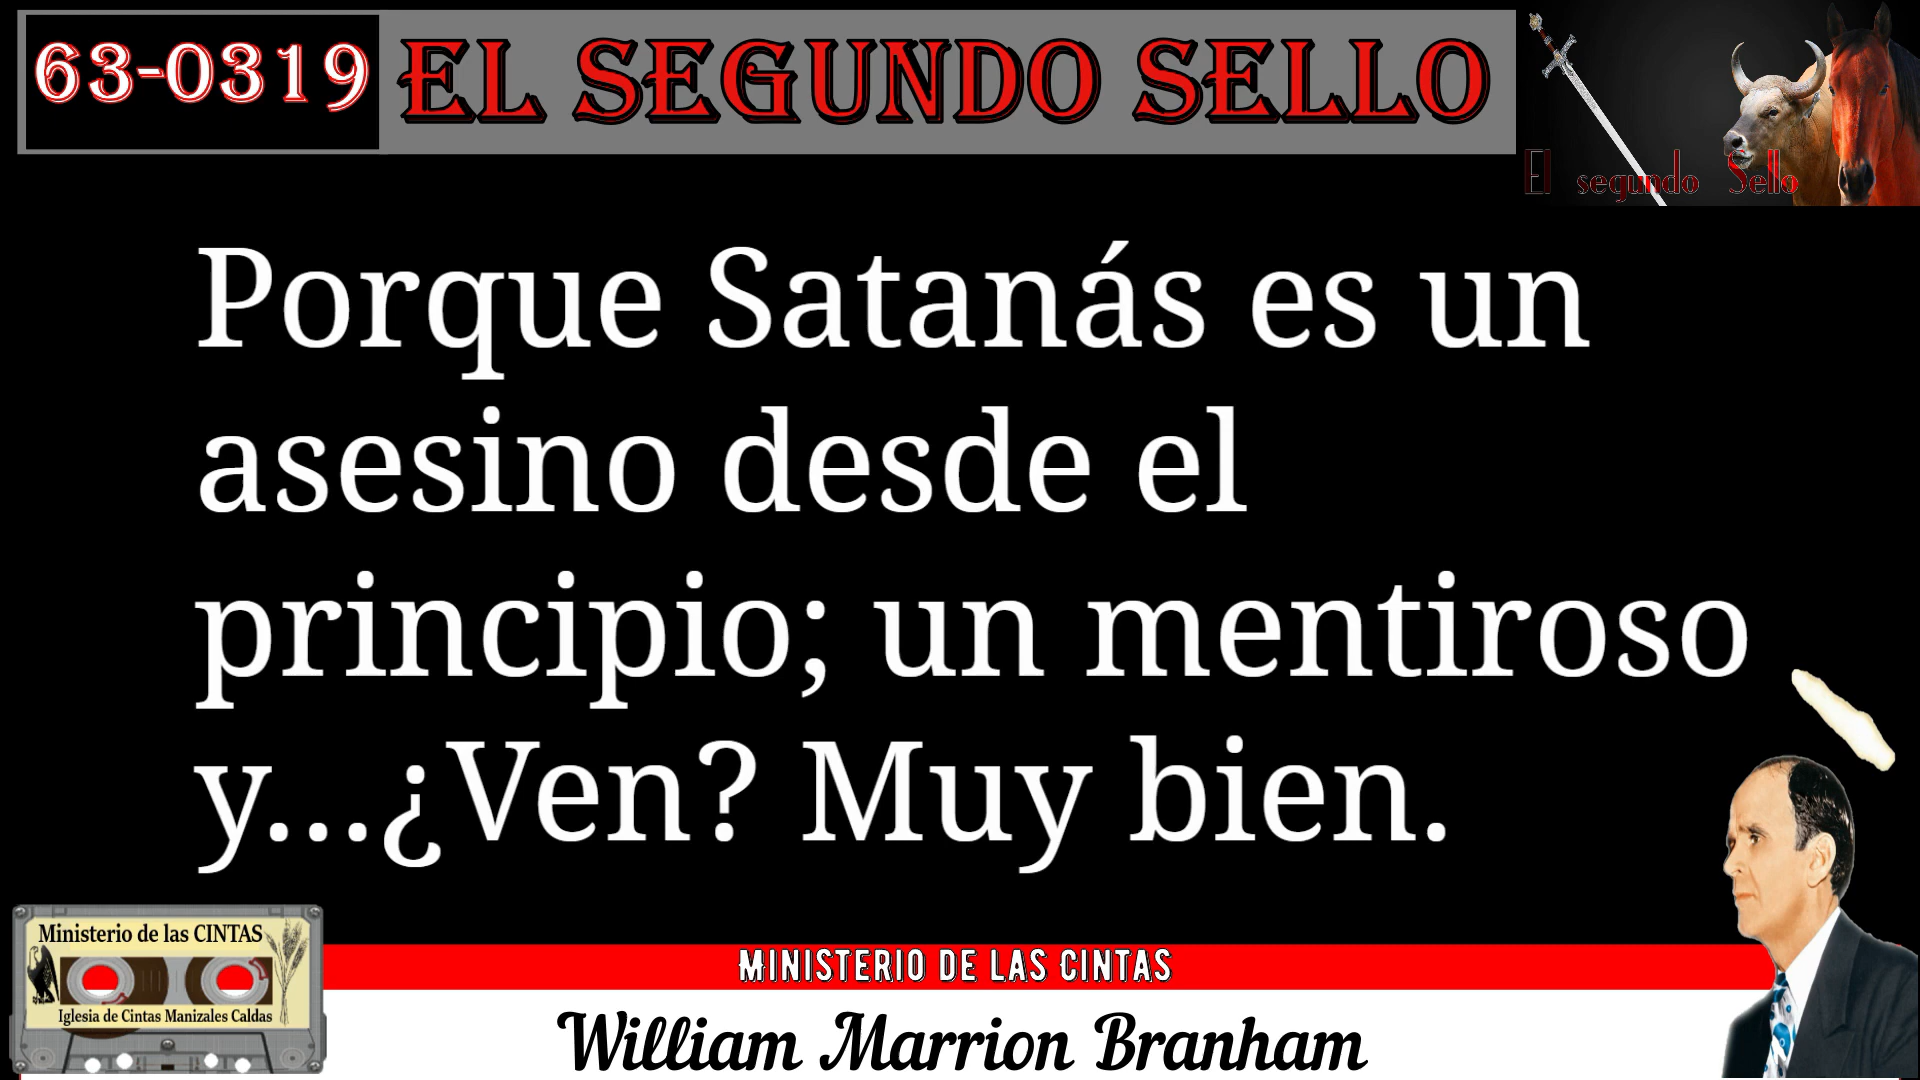 63-0319 EL SEGUNDO SELLO
El segundo Sello
Porque Satanás es un
asesino desde el
principio; un mentiroso
y...¿Ven? Muy bien.
Ministerio de las CINTAS
Iglesia de Cintas Manizales Caldas
MINISTERIO DE LAS CINTAS
William Marrion Branham